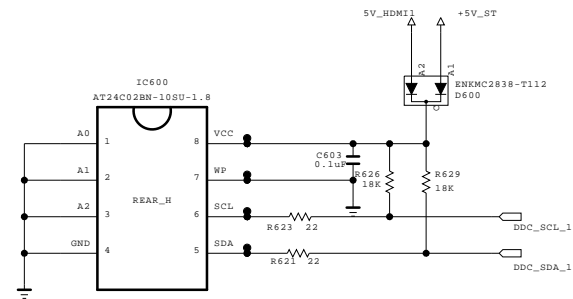 5V_HDMI1 +5V_ST
A2 A1
ENKMC2838-T112
D600
IC600
AT24C02BN-10SU-1.8
A0 1 8 VCC
C603
0.1uF
A1 2 7 WP
R626
18K
R629
18K
REAR_H
A2 3 6 SCL
R623 22
DDC_SCL_1
GND 4 5 SDA
R621 22
DDC_SDA_1